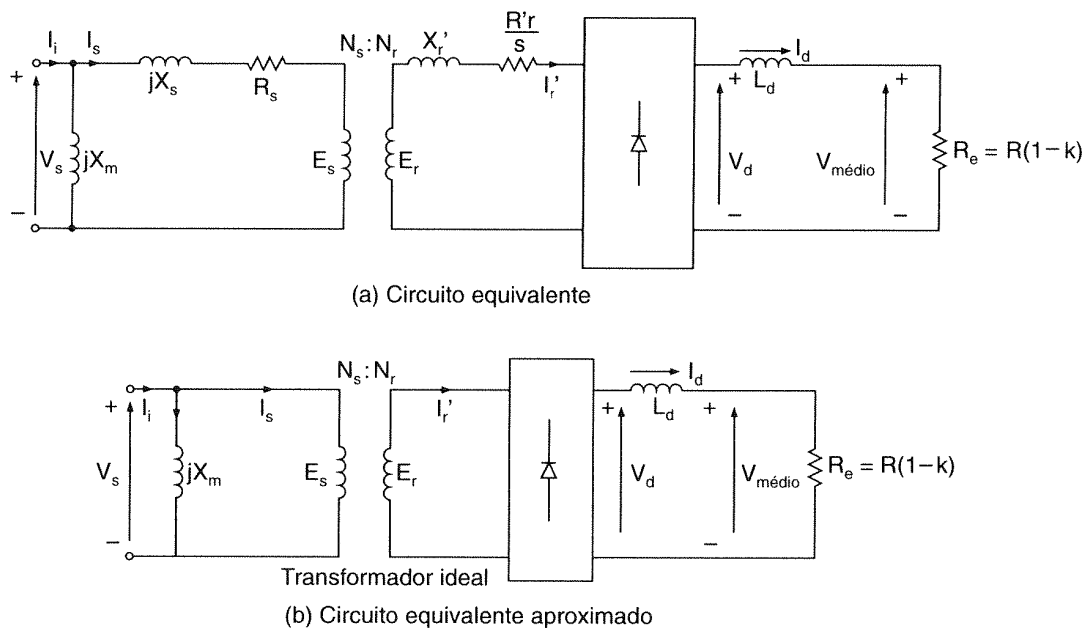 I_i I_s jX_s R_s N_s : N_r X_r' R'r/s I_r' I_d
+ V_s − jX_m E_s E_r + V_d − L_d + V_médio − R_e = R(1−k)
(a) Circuito equivalente
I_i I_s N_s : N_r I_r' I_d
+ V_s − jX_m E_s E_r + V_d L_d + V_médio − R_e = R(1−k)
Transformador ideal
(b) Circuito equivalente aproximado